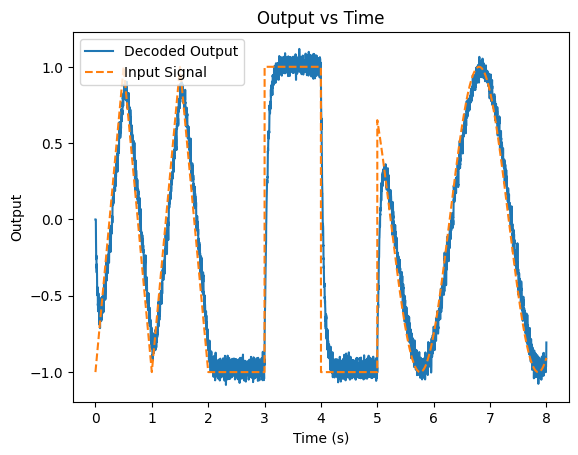 Output vs Time
Decoded Output
Input Signal
1.0
0.5
0.0
−0.5
−1.0
Output
0 1 2 3 4 5 6 7 8
Time (s)